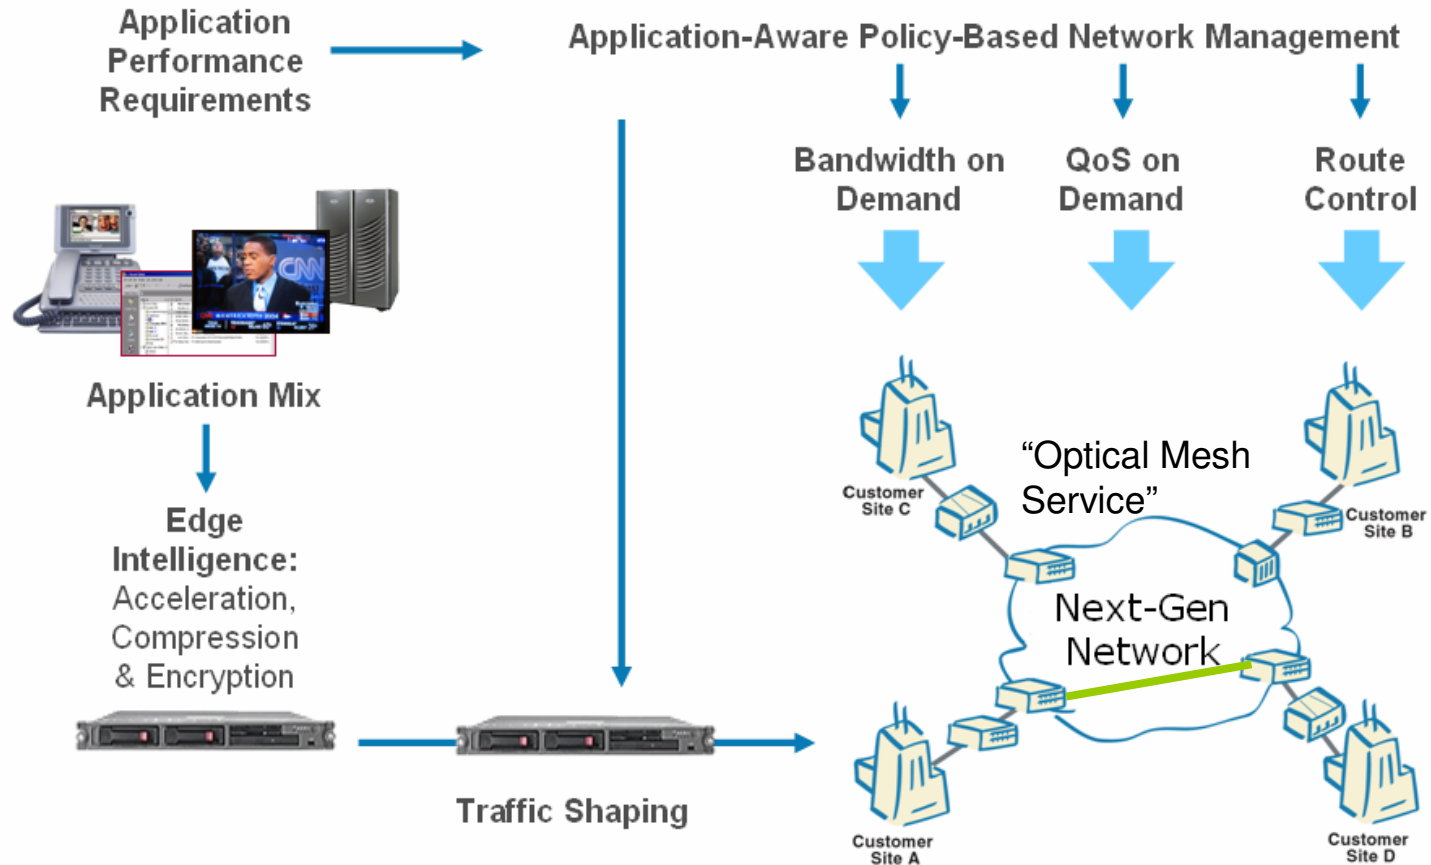 Application
Performance
Requirements
Application-Aware Policy-Based Network Management
Bandwidth on
Demand
QoS on
Demand
Route
Control
CNN
Application Mix
Edge
Intelligence:
Acceleration,
Compression
& Encryption
Traffic Shaping
“Optical Mesh
Service”
Customer
Site C
Customer
Site B
Next-Gen
Network
Customer
Site A
Customer
Site D